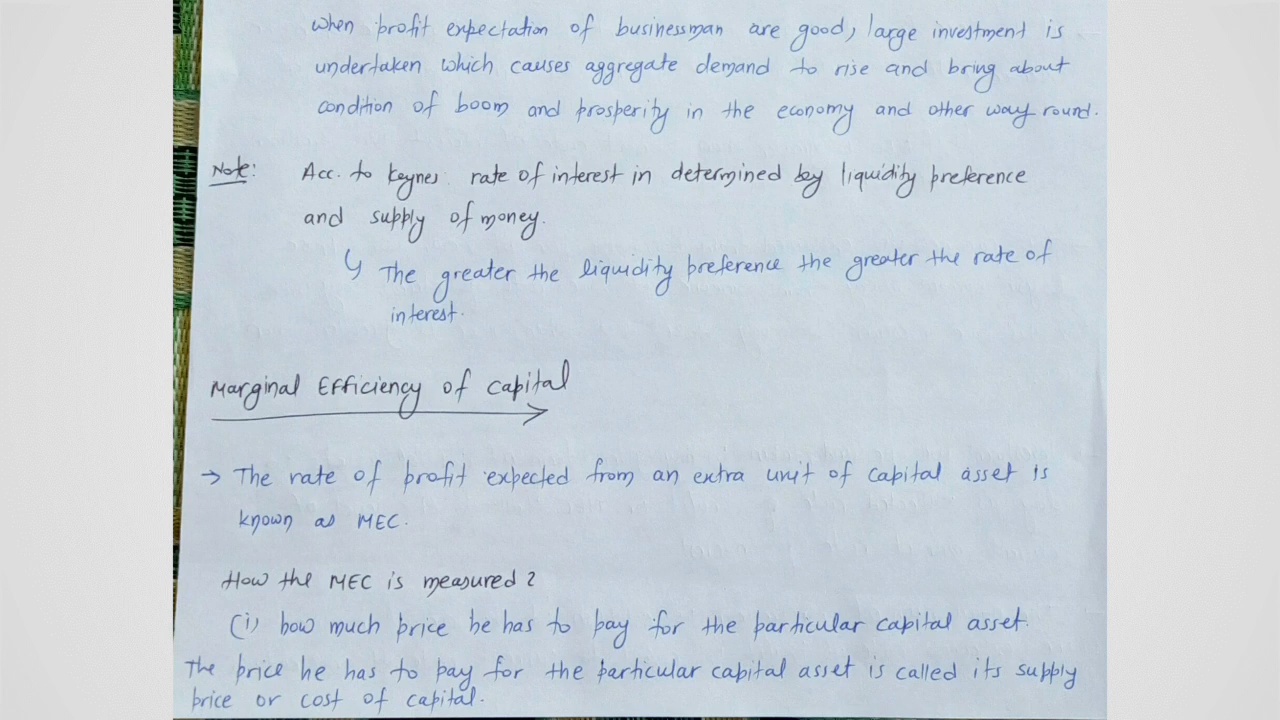 when profit expectation of businessman are good, large investment is
undertaken which causes aggregate demand to rise and bring about
condition of boom and prosperity in the economy and other way round.
Note: Acc. to keynes rate of interest in determined by liquidity preference
and supply of money.
↳ The greater the liquidity preference the greater the rate of
interest.
Marginal Efficiency of capital
→ The rate of profit expected from an extra unit of capital asset is
known as MEC.
How the MEC is measured?
(i) how much price he has to pay for the particular capital asset.
The price he has to pay for the particular capital asset is called its supply
price or cost of capital.